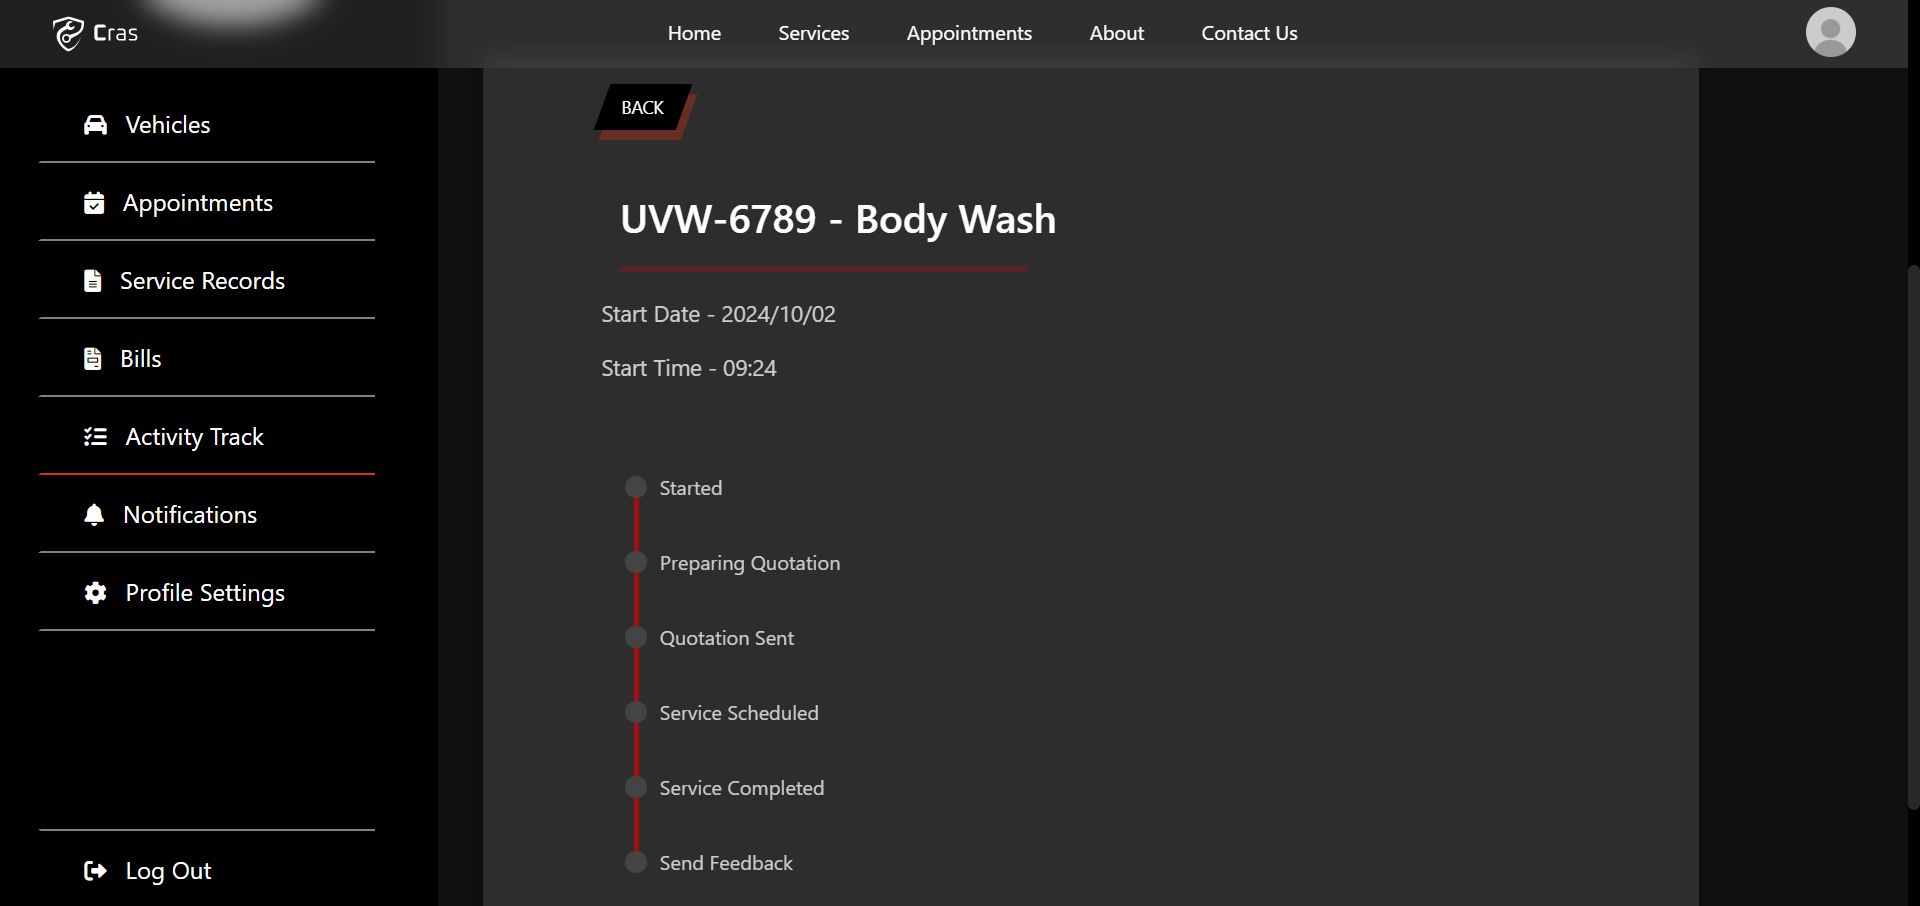 Cras
Home
Services
Appointments
About
Contact Us
Vehicles
Appointments
Service Records
Bills
Activity Track
Notifications
Profile Settings
Log Out
BACK
UVW-6789 - Body Wash
Start Date - 2024/10/02
Start Time - 09:24
Started
Preparing Quotation
Quotation Sent
Service Scheduled
Service Completed
Send Feedback